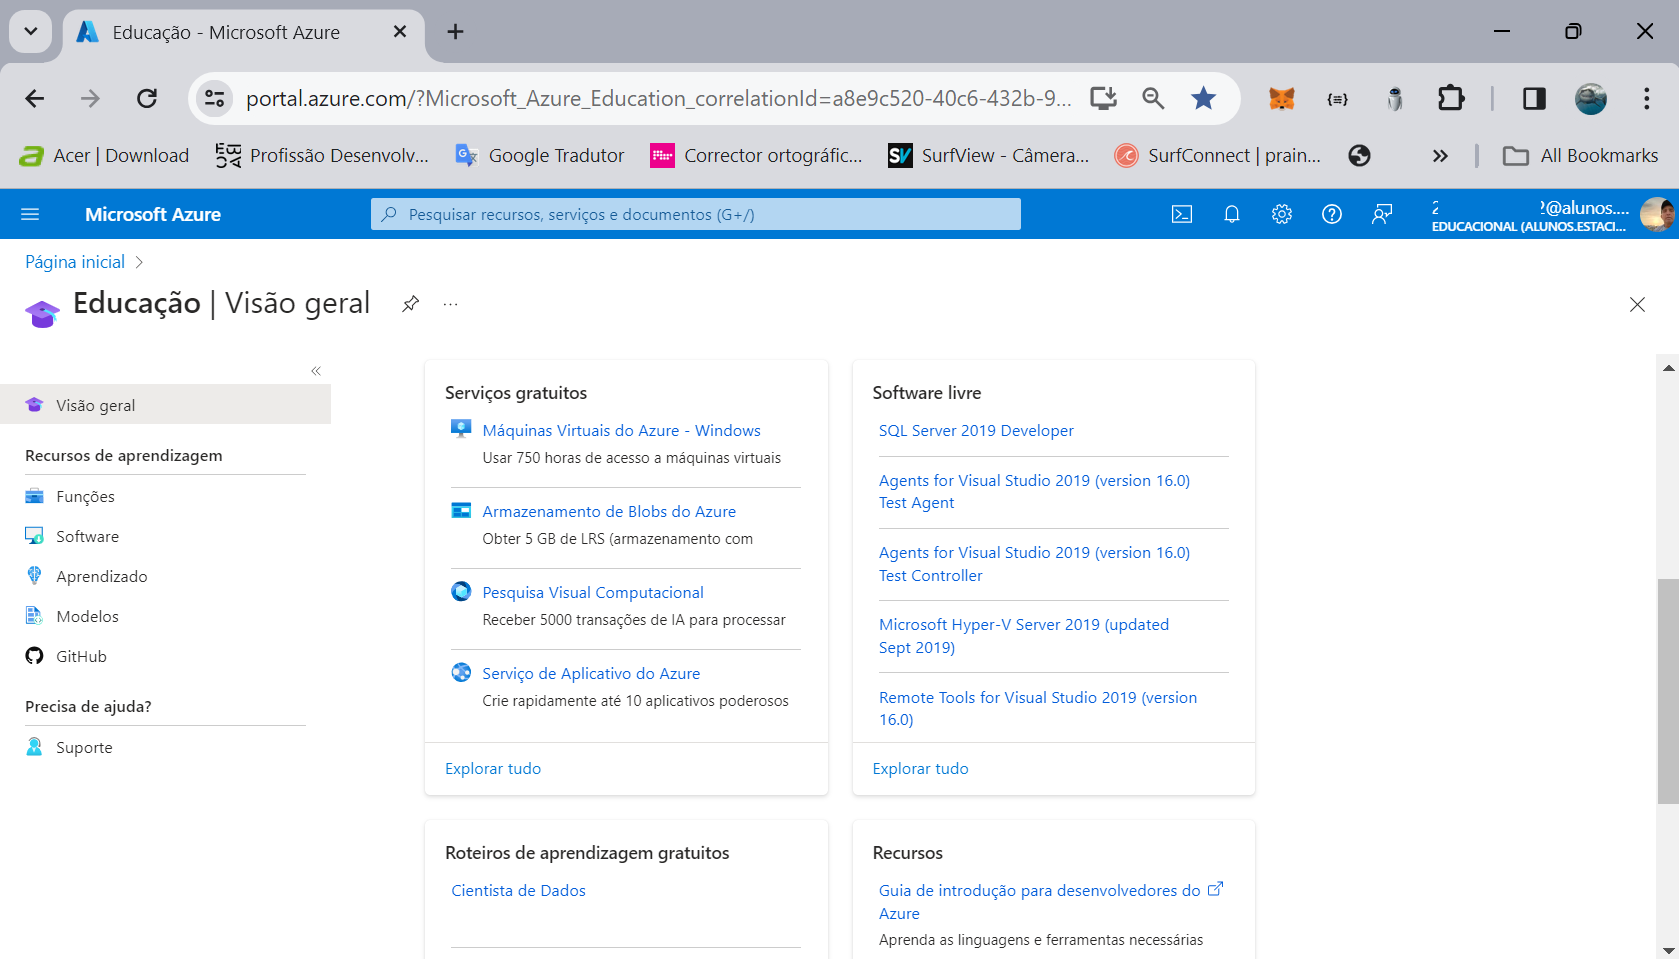 Educação - Microsoft Azure
portal.azure.com/?Microsoft_Azure_Education_correlationId=a8e9c520-40c6-432b-9...
Acer | Download
Profissão Desenvolv...
Google Tradutor
Corrector ortográfic...
SurfView - Câmera...
SurfConnect | prain...
All Bookmarks
Microsoft Azure
Pesquisar recursos, serviços e documentos (G+/)
2@alunos....
EDUCACIONAL (ALUNOS.ESTACI...
Página inicial
Educação | Visão geral
Visão geral
Recursos de aprendizagem
Funções
Software
Aprendizado
Modelos
GitHub
Precisa de ajuda?
Suporte
Serviços gratuitos
Máquinas Virtuais do Azure - Windows
Usar 750 horas de acesso a máquinas virtuais
Armazenamento de Blobs do Azure
Obter 5 GB de LRS (armazenamento com
Pesquisa Visual Computacional
Receber 5000 transações de IA para processar
Serviço de Aplicativo do Azure
Crie rapidamente até 10 aplicativos poderosos
Explorar tudo
Software livre
SQL Server 2019 Developer
Agents for Visual Studio 2019 (version 16.0)
Test Agent
Agents for Visual Studio 2019 (version 16.0)
Test Controller
Microsoft Hyper-V Server 2019 (updated
Sept 2019)
Remote Tools for Visual Studio 2019 (version
16.0)
Explorar tudo
Roteiros de aprendizagem gratuitos
Cientista de Dados
Recursos
Guia de introdução para desenvolvedores do
Azure
Aprenda as linguagens e ferramentas necessárias